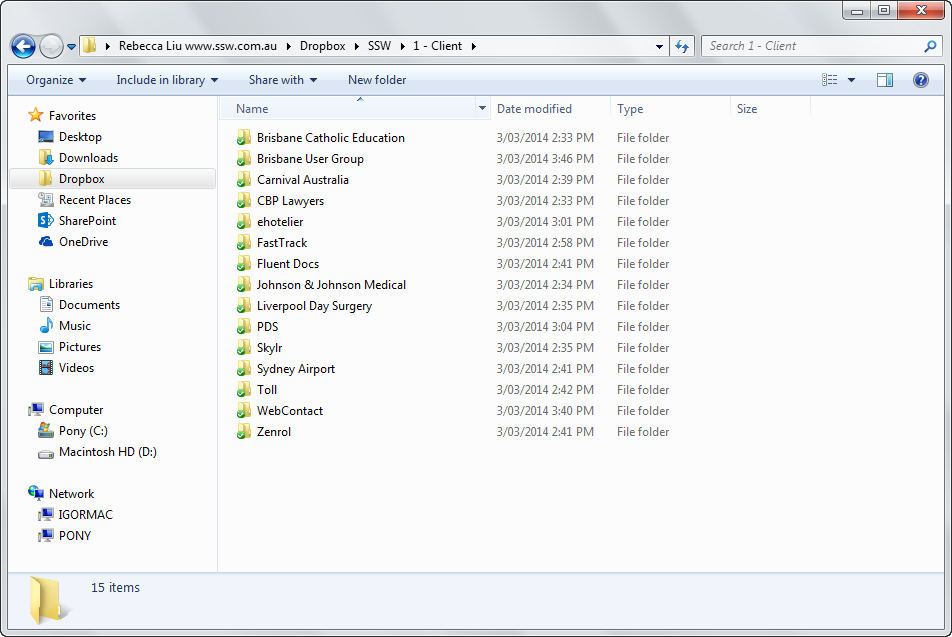 Rebecca Liu www.ssw.com.au Dropbox SSW 1 - Client
Search 1 - Client
Organize Include in library Share with New folder
Favorites
Desktop
Downloads
Dropbox
Recent Places
SharePoint
OneDrive
Libraries
Documents
Music
Pictures
Videos
Computer
Pony (C:)
Macintosh HD (D:)
Network
IGORMAC
PONY
Name Date modified Type Size
Brisbane Catholic Education 3/03/2014 2:33 PM File folder
Brisbane User Group 3/03/2014 3:46 PM File folder
Carnival Australia 3/03/2014 2:39 PM File folder
CBP Lawyers 3/03/2014 2:33 PM File folder
ehotelier 3/03/2014 3:01 PM File folder
FastTrack 3/03/2014 2:58 PM File folder
Fluent Docs 3/03/2014 2:41 PM File folder
Johnson & Johnson Medical 3/03/2014 2:34 PM File folder
Liverpool Day Surgery 3/03/2014 2:35 PM File folder
PDS 3/03/2014 3:04 PM File folder
Skylr 3/03/2014 2:35 PM File folder
Sydney Airport 3/03/2014 2:41 PM File folder
Toll 3/03/2014 2:42 PM File folder
WebContact 3/03/2014 3:40 PM File folder
Zenrol 3/03/2014 2:41 PM File folder
15 items